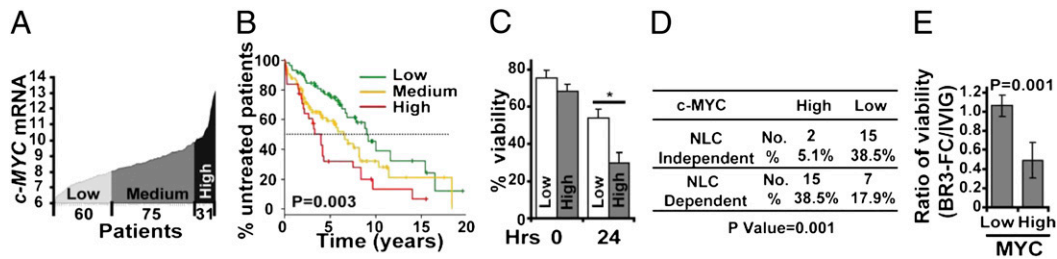 A
c-MYC mRNA
14
13
12
11
10
9
8
7
6
Low
Medium
High
60
75
31
Patients
B
% untreated patients
100
80
60
40
20
0
Low
Medium
High
P=0.003
0
5
10
15
20
Time (years)
C
% viability
80
60
40
20
0
Low
High
*
Low
High
Hrs 0 24
D
c-MYC High Low
NLC No. 2 15
Independent % 5.1% 38.5%
NLC No. 15 7
Dependent % 38.5% 17.9%
P Value=0.001
E
Ratio of viability
(BR3-FC/IVIG)
P=0.001
1.2
1.0
0.8
0.6
0.4
0.2
0
Low High
MYC